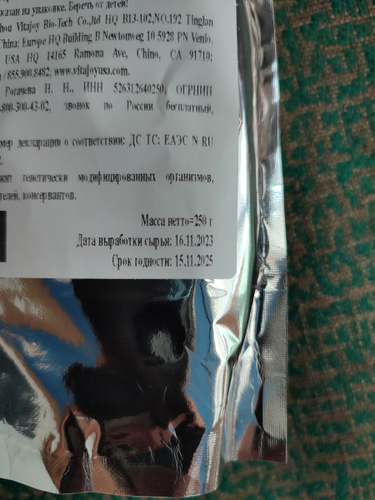 казан на упаковке. Беречь от детей!
hou Vitajoy Bio-Tech Co.,ltd HQ B13-102,NO.192 Tinglan
China; Europe HQ Building B Newtonweg 10 5928 PN Venlo,
USA HQ 14165 Ramona Ave, Chino, CA 91710;
/ 855.900.8482; www.vitajoyusa.com.
Рогачева Н. Н., ИНН 526312640250, ОГРНИП
-800-300-43-02, звонок по России бесплатный,
мер декларации о соответствии: ДС ТС: ЕАЭС N RU
жит генетически модифицированных организмов,
телей, консервантов.
Масса нетто=250 г
Дата выработки сырья: 16.11.2023
Срок годности: 15.11.2025